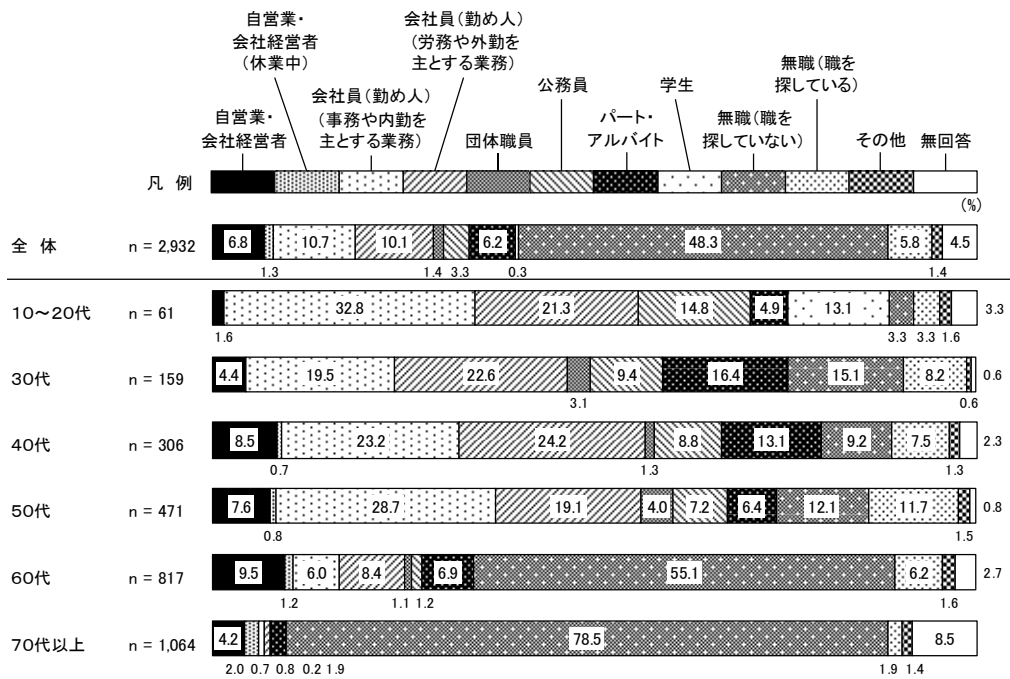 自営業・
会社経営者
(休業中)
会社員(勤め人)
(労務や外勤を
主とする業務)
無職(職を
探している)
自営業・
会社経営者
会社員(勤め人)
(事務や内勤を
主とする業務)
団体職員
公務員
パート・
アルバイト
学生
無職(職を
探していない)
その他
無回答
凡 例
(%)
全 体 n = 2,932 6.8 10.7 10.1 6.2 48.3 5.8 4.5
1.3 1.4 3.3 0.3 1.4
10～20代 n = 61 32.8 21.3 14.8 4.9 13.1 3.3
1.6 3.3 3.3 1.6
30代 n = 159 4.4 19.5 22.6 9.4 16.4 15.1 8.2 0.6
3.1 0.6
40代 n = 306 8.5 23.2 24.2 8.8 13.1 9.2 7.5 2.3
0.7 1.3 1.3
50代 n = 471 7.6 28.7 19.1 4.0 7.2 6.4 12.1 11.7 0.8
0.8 1.5
60代 n = 817 9.5 6.0 8.4 6.9 55.1 6.2 2.7
1.2 1.1 1.2 1.6
70代以上 n = 1,064 4.2 78.5 8.5
2.0 0.7 0.8 0.2 1.9 1.9 1.4